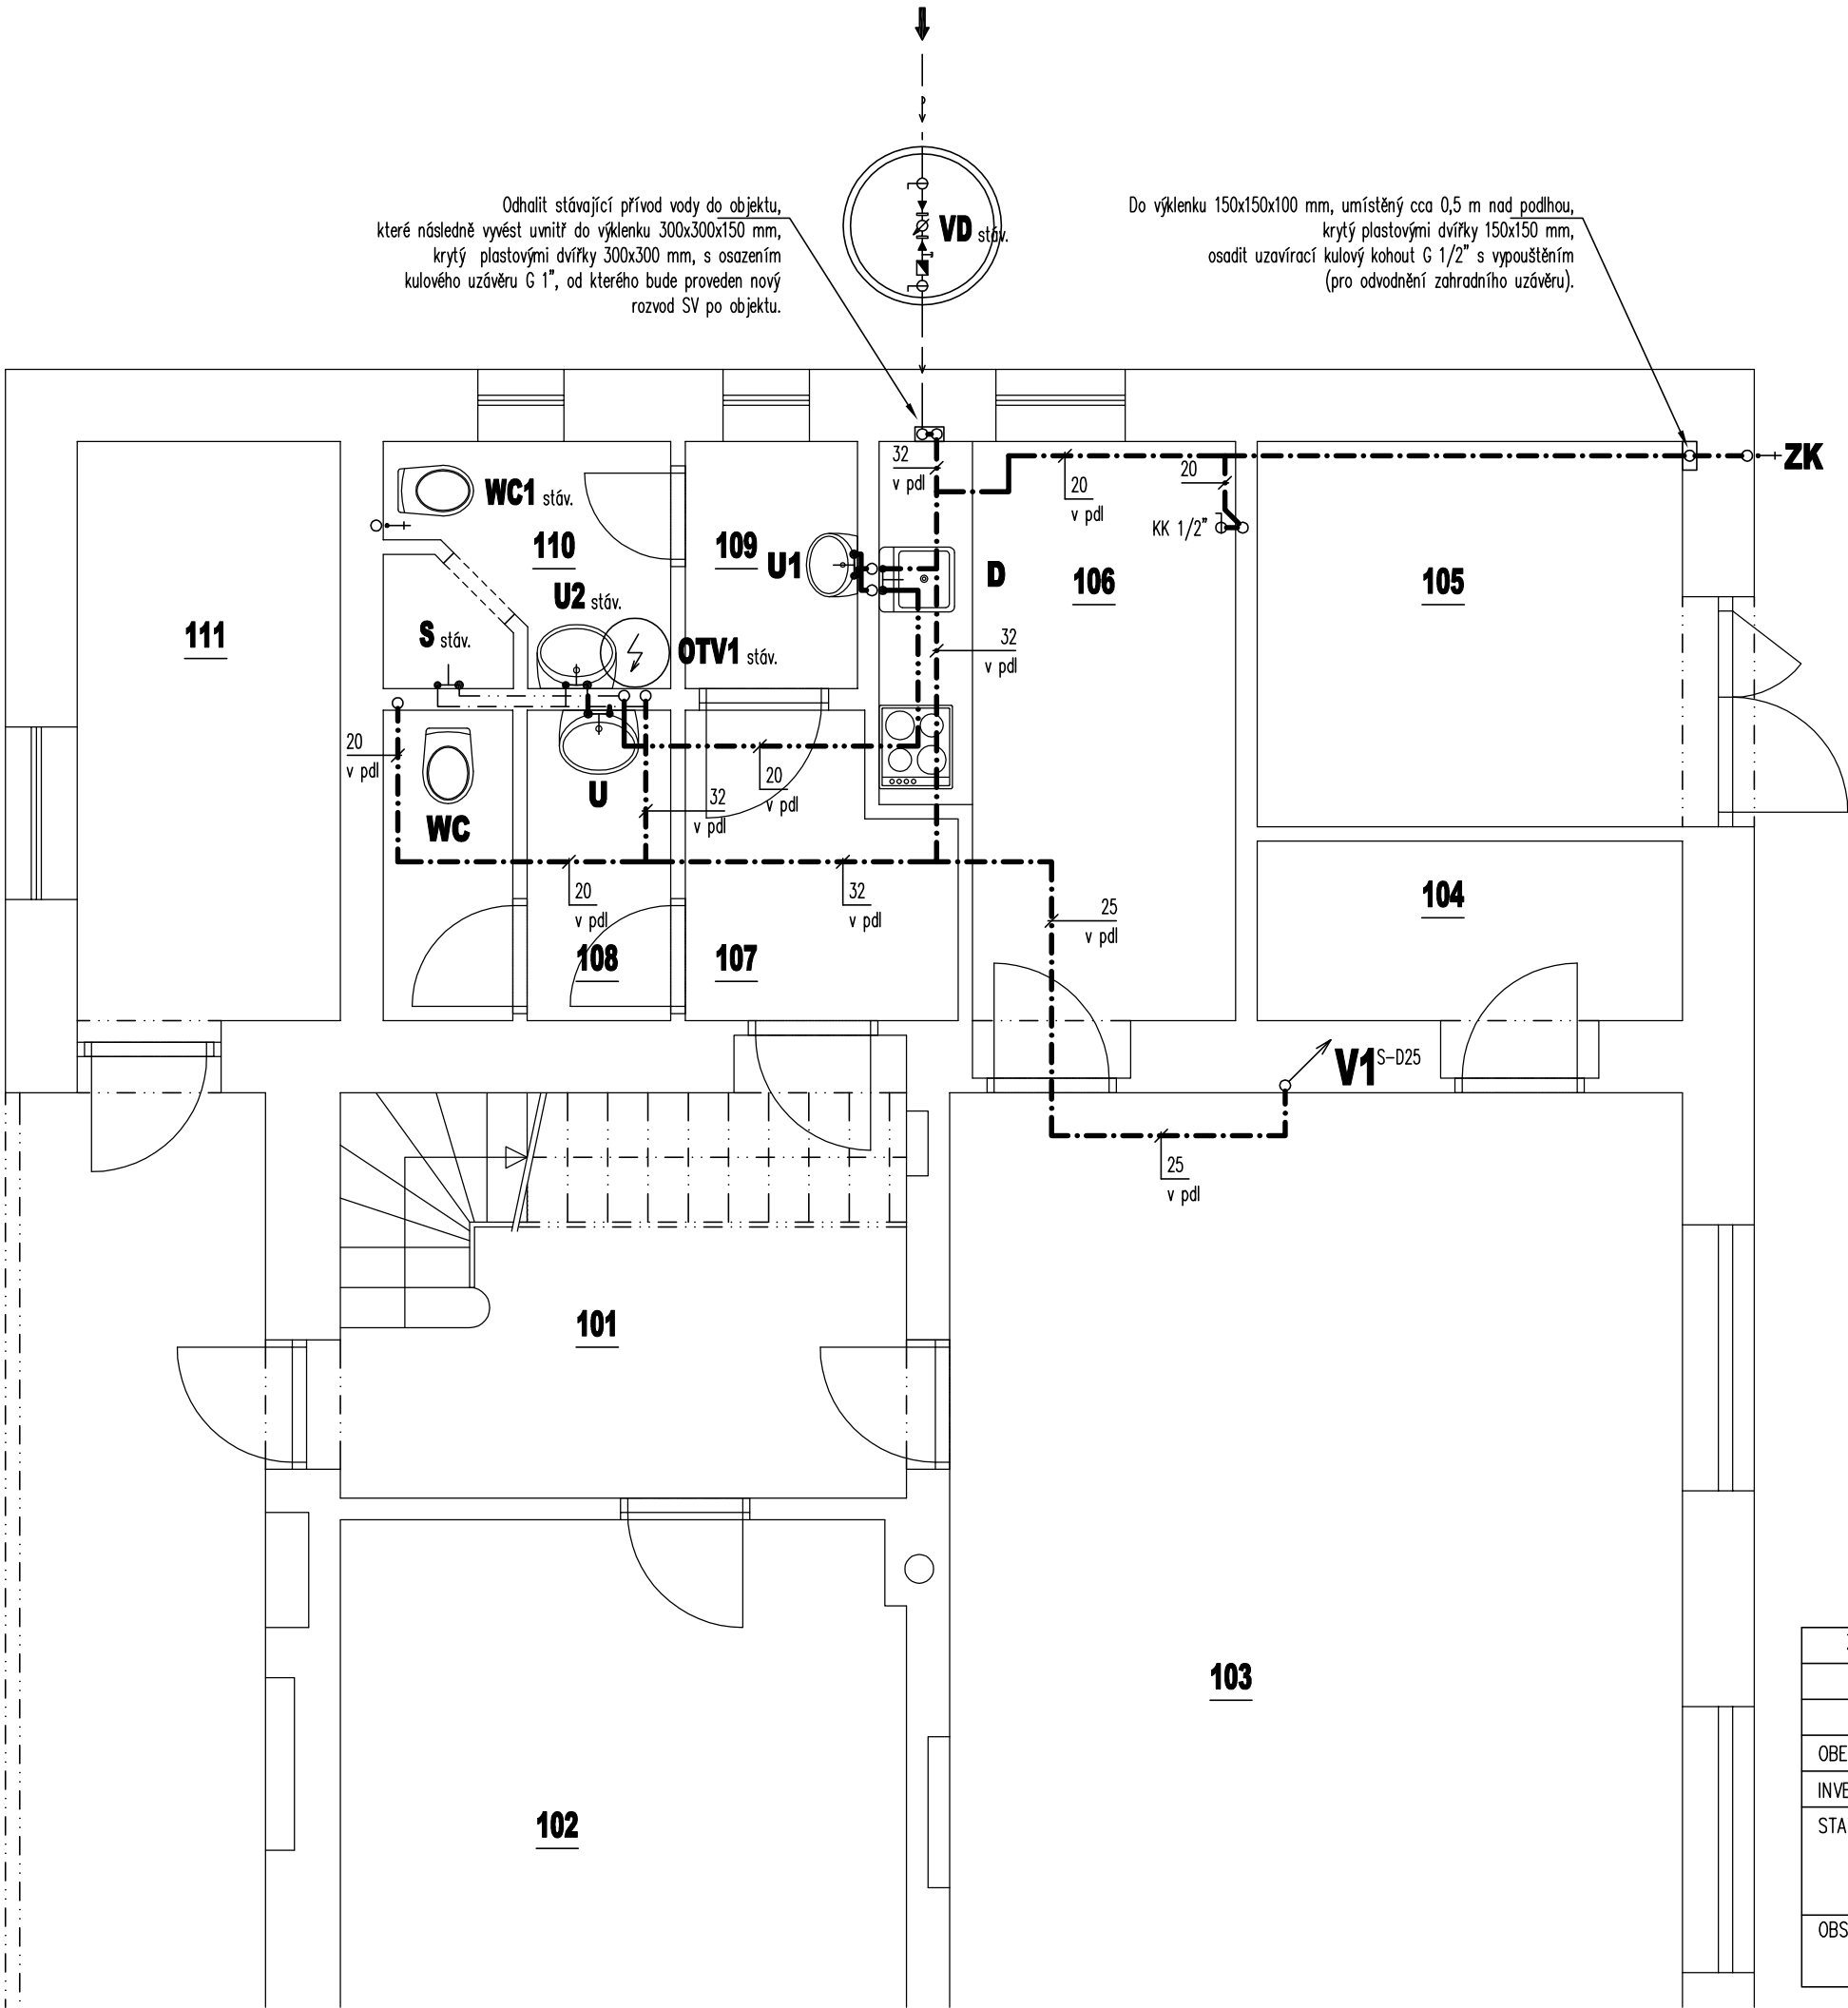 Odhalit stávající přívod vody do objektu,
které následně vyvést uvnitř do výklenku 300x300x150 mm,
krytý plastovými dvířky 300x300 mm, s osazením
kulového uzávěru G 1", od kterého bude proveden nový
rozvod SV po objektu.
VD stáv.
Do výklenku 150x150x100 mm, umístěný cca 0,5 m nad podlhou,
krytý plastovými dvířky 150x150 mm,
osadit uzavírací kulový kohout G 1/2" s vypouštěním
(pro odvodnění zahradního uzávěru).
ZK
32
v pdl
20
v pdl
20
KK 1/2"
WC1 stáv.
110
109
U1
D
106
105
U2 stáv.
111
S stáv.
OTV1 stáv.
32
v pdl
20
v pdl
20
v pdl
32
v pdl
U
WC
20
v pdl
32
v pdl
25
v pdl
104
108
107
V1 S-D25
25
v pdl
101
103
102
OBE
INVE
STA
OBS